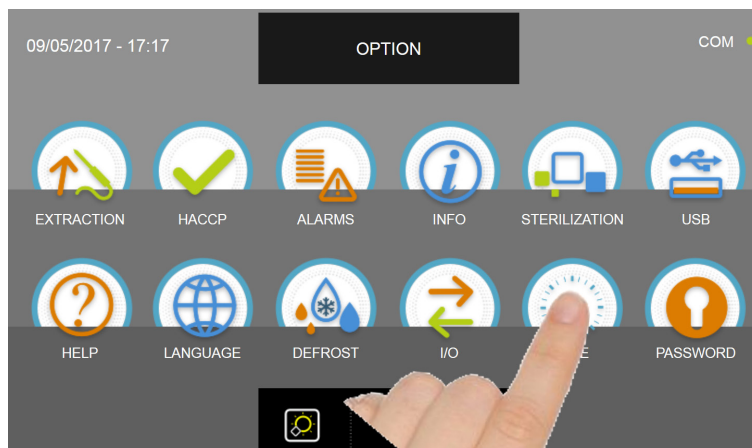 09/05/2017 - 17:17
OPTION
COM
EXTRACTION
HACCP
ALARMS
INFO
STERILIZATION
USB
HELP
LANGUAGE
DEFROST
I/O
PASSWORD